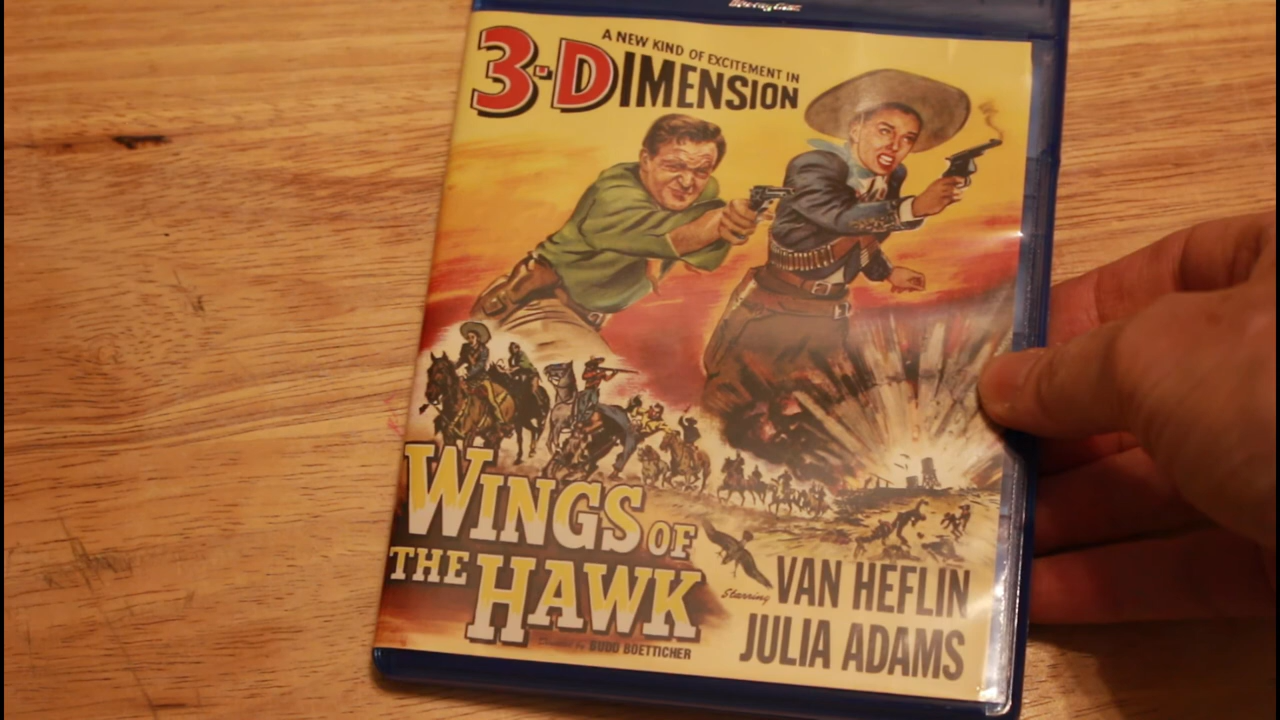 A NEW KIND OF EXCITEMENT IN
3-DIMENSION
WINGS OF
THE HAWK
Starring VAN HEFLIN
JULIA ADAMS
Directed by BUDD BOETTICHER